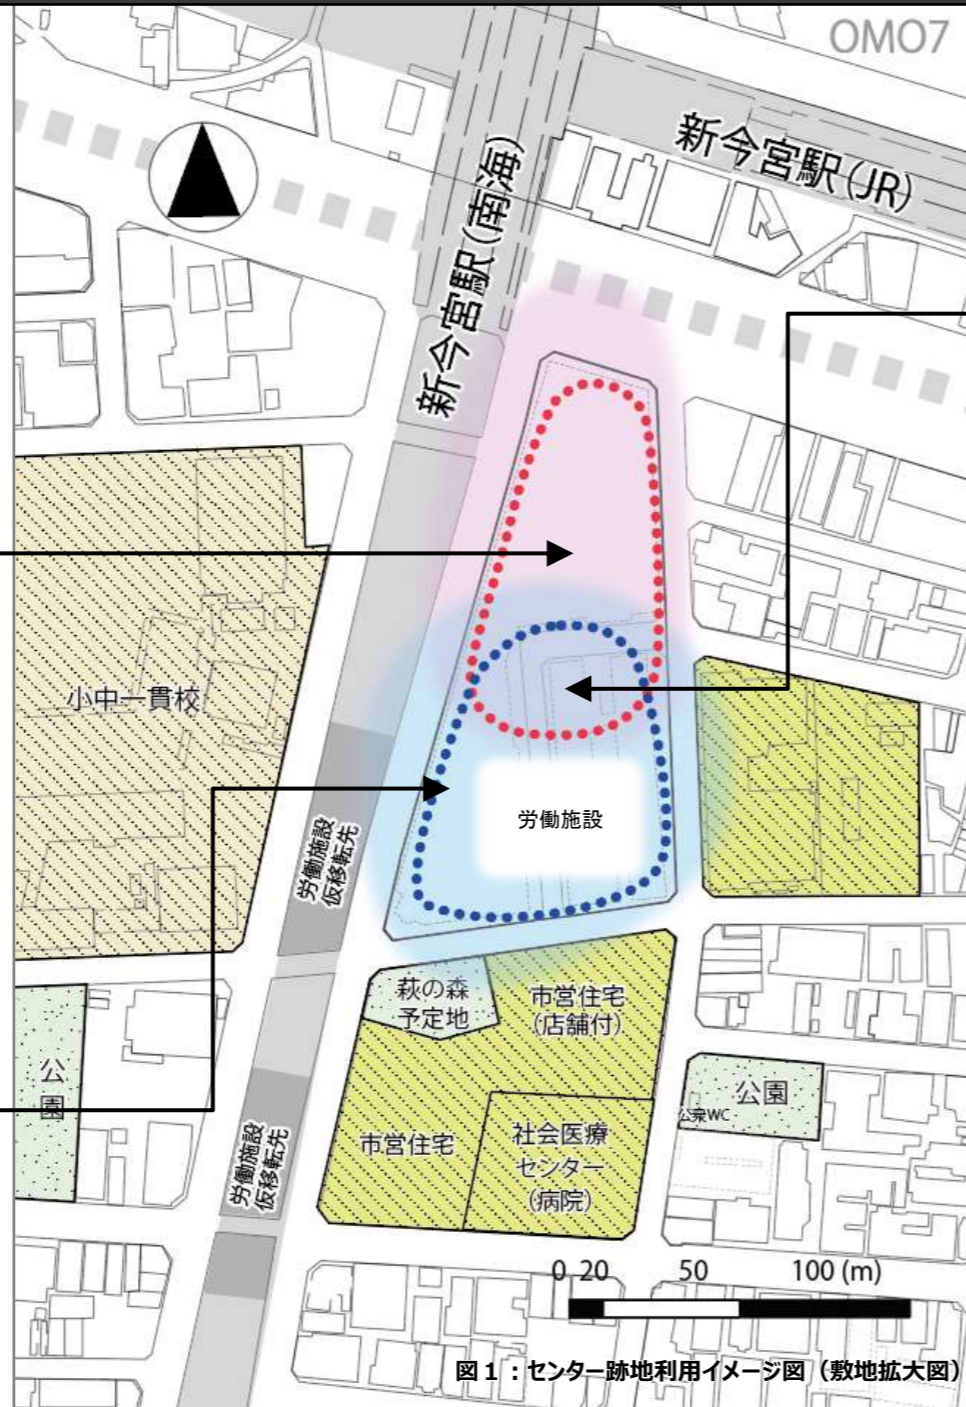 OMO7
新今宮駅(JR)
新今宮駅(南海)
小中一貫校
労働施設
労働施設
仮移転先
萩の森
予定地
市営住宅
(店舗付)
公
園
公園
公衆WC
市営住宅
社会医療
センター
(病院)
労働施設
仮移転先
0 20 50 100 (m)
図1:センター跡地利用イメージ図(敷地拡大図)